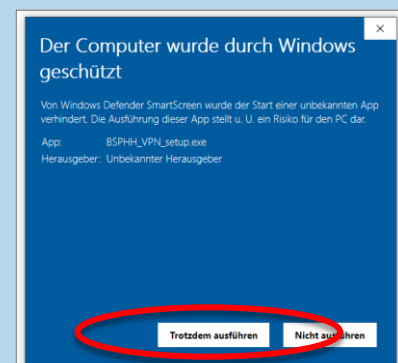 Der Computer wurde durch Windows
geschützt
Von Windows Defender SmartScreen wurde der Start einer unbekannten App
verhindert. Die Ausführung dieser App stellt u. U. ein Risiko für den PC dar.
App: BSPHH_VPN_setup.exe
Herausgeber: Unbekannter Herausgeber
Trotzdem ausführen Nicht ausführen